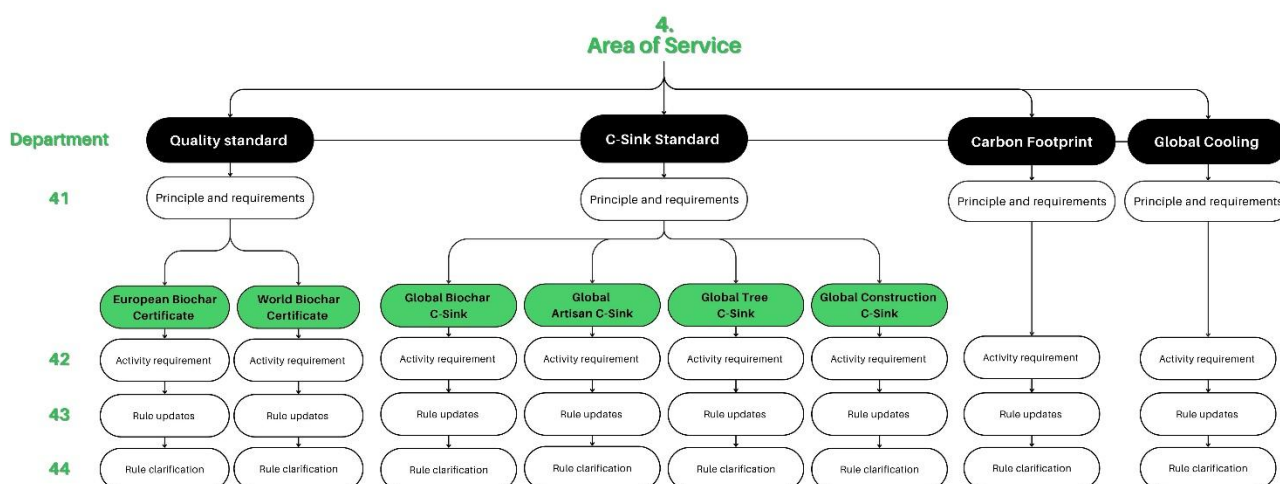 4.
Area of Service
Department
Quality standard
C-Sink Standard
Carbon Footprint
Global Cooling
41
Principle and requirements
Principle and requirements
Principle and requirements
Principle and requirements
European Biochar
Certificate
World Biochar
Certificate
Global Biochar
C-Sink
Global
Artisan C-Sink
Global Tree
C-Sink
Global Construction
C-Sink
42
Activity requirement
Activity requirement
Activity requirement
Activity requirement
Activity requirement
Activity requirement
Activity requirement
Activity requirement
43
Rule updates
Rule updates
Rule updates
Rule updates
Rule updates
Rule updates
Rule updates
Rule updates
44
Rule clarification
Rule clarification
Rule clarification
Rule clarification
Rule clarification
Rule clarification
Rule clarification
Rule clarification